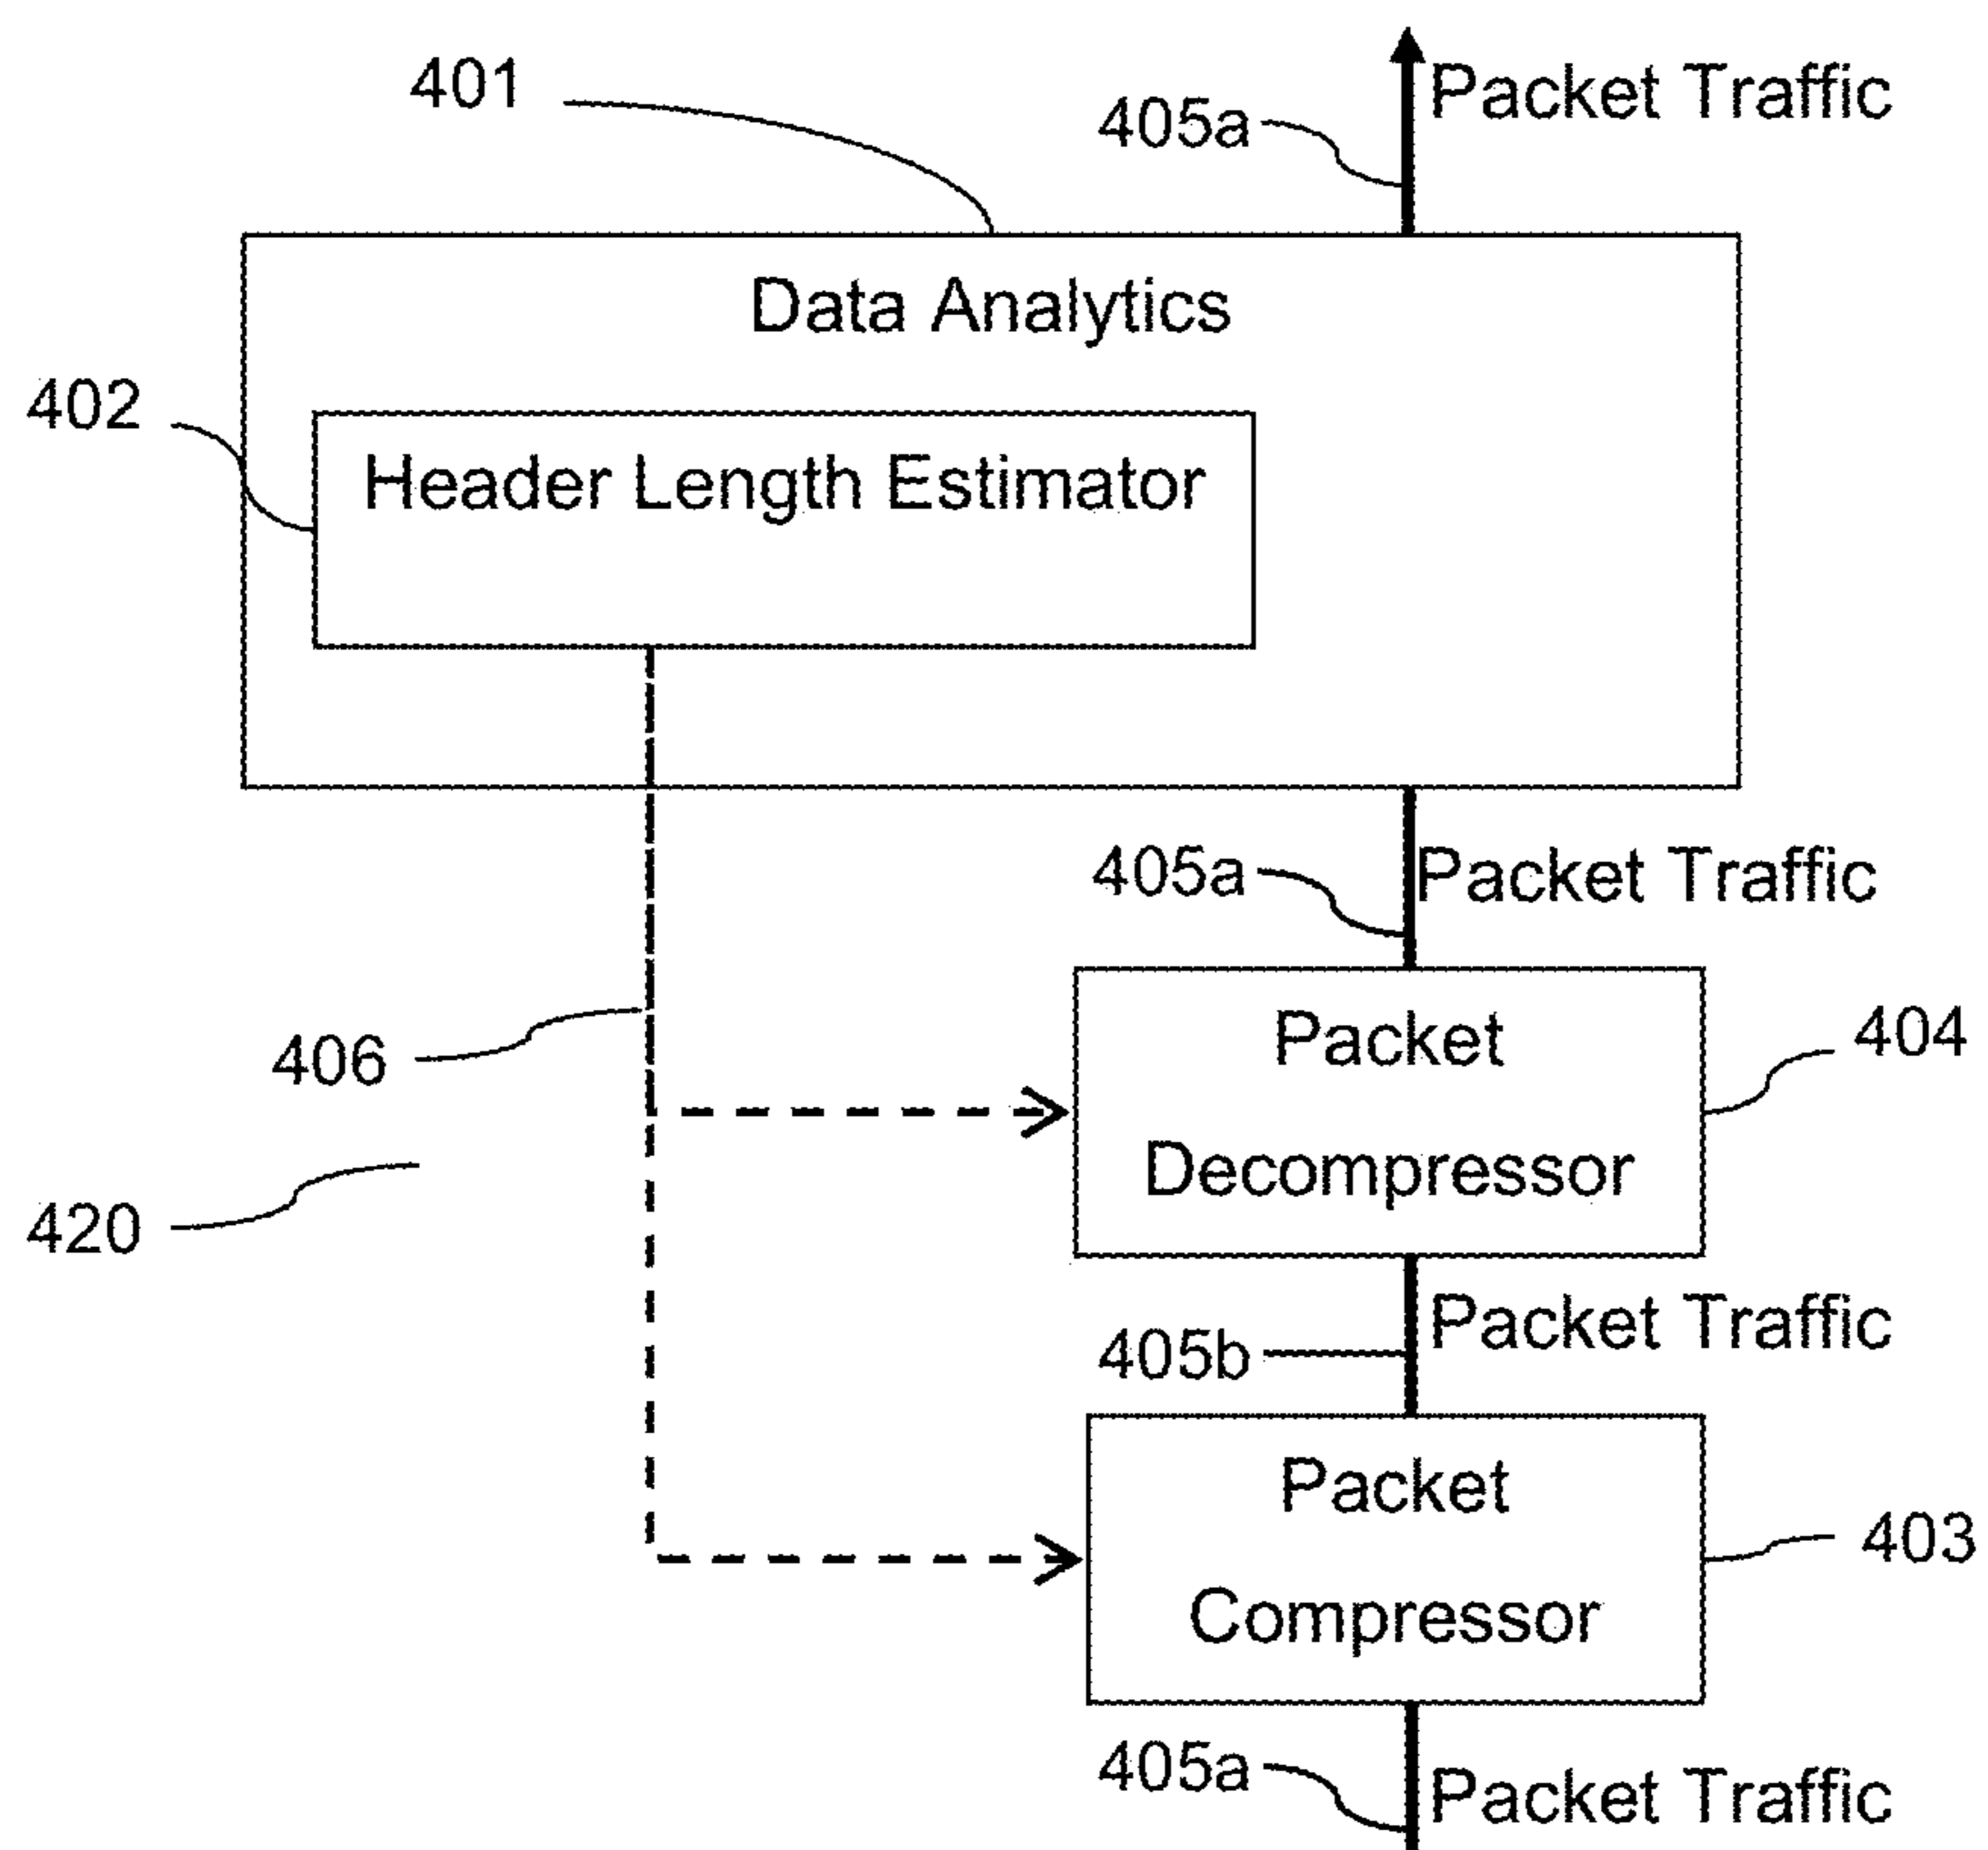 401
405a
Packet Traffic
Data Analytics
402
Header Length Estimator
405a
Packet Traffic
406
Packet
Decompressor
404
420
405b
Packet Traffic
Packet
Compressor
403
405a
Packet Traffic